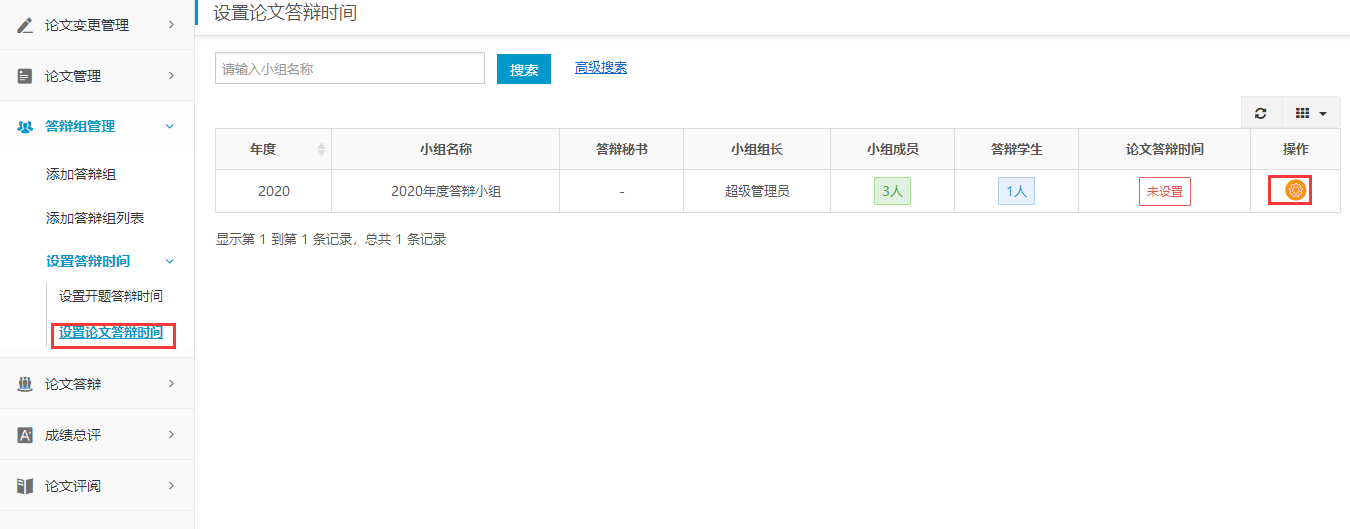 论文变更管理
论文管理
答辩组管理
添加答辩组
添加答辩组列表
设置答辩时间
设置开题答辩时间
设置论文答辩时间
论文答辩
成绩总评
论文评阅
设置论文答辩时间
请输入小组名称 搜索 高级搜索
年度 小组名称 答辩秘书 小组组长 小组成员 答辩学生 论文答辩时间 操作
2020 2020年度答辩小组 - 超级管理员 3人 1人 未设置
显示第 1 到第 1 条记录，总共 1 条记录